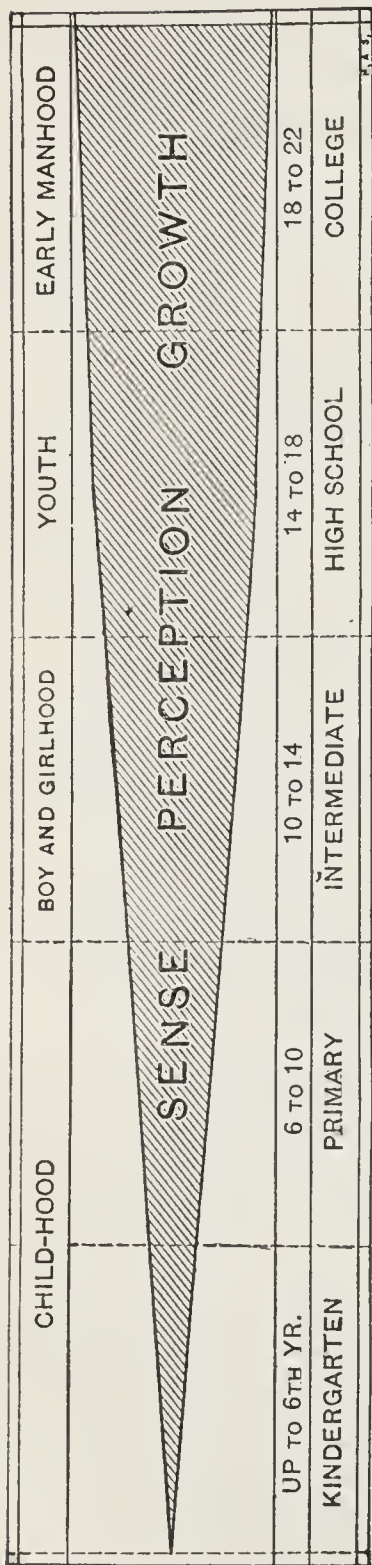 CHILD-HOOD
BOY AND GIRLHOOD
YOUTH
EARLY MANHOOD
SENSE PERCEPTION GROWTH
UP TO 6TH YR.
6 TO 10
10 TO 14
14 TO 18
18 TO 22
KINDERGARTEN
PRIMARY
INTERMEDIATE
HIGH SCHOOL
COLLEGE